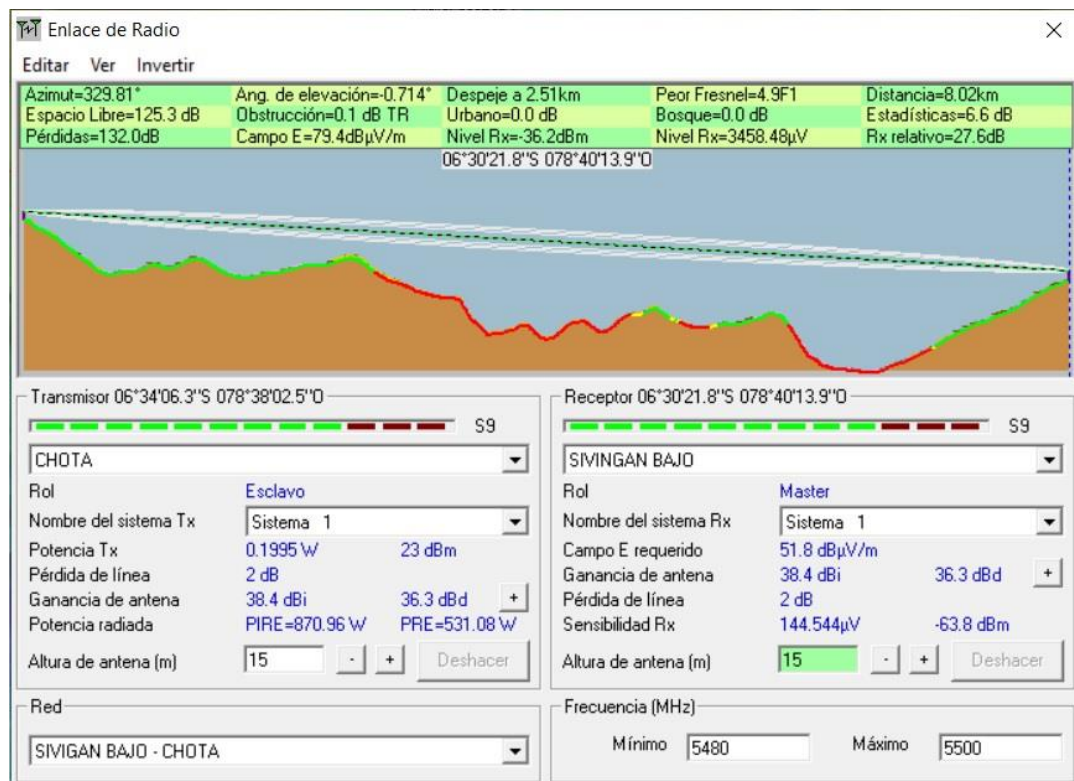 Enlace de Radio
Editar Ver Invertir
Azimut=329.81° Ang. de elevación=-0.714° Despeje a 2.51km Peor Fresnel=4.9F1 Distancia=8.02km
Espacio Libre=125.3 dB Obstrucción=0.1 dB TR Urbano=0.0 dB Bosque=0.0 dB Estadísticas=6.6 dB
Pérdidas=132.0dB Campo E=79.4dBµV/m Nivel Rx=-36.2dBm Nivel Rx=3458.48µV Rx relativo=27.6dB
06°30'21.8''S 078°40'13.9''O
Transmisor 06°34'06.3''S 078°38'02.5''O
S9
CHOTA
Rol Esclavo
Nombre del sistema Tx Sistema 1
Potencia Tx 0.1995 W 23 dBm
Pérdida de línea 2 dB
Ganancia de antena 38.4 dBi 36.3 dBd +
Potencia radiada PIRE=870.96 W PRE=531.08 W
Altura de antena (m) 15 - + Deshacer
Red
SIVIGAN BAJO - CHOTA
Receptor 06°30'21.8''S 078°40'13.9''O
S9
SIVINGAN BAJO
Rol Master
Nombre del sistema Rx Sistema 1
Campo E requerido 51.8 dBµV/m
Ganancia de antena 38.4 dBi 36.3 dBd +
Pérdida de línea 2 dB
Sensibilidad Rx 144.544µV -63.8 dBm
Altura de antena (m) 15 - + Deshacer
Frecuencia (MHz)
Mínimo 5480 Máximo 5500